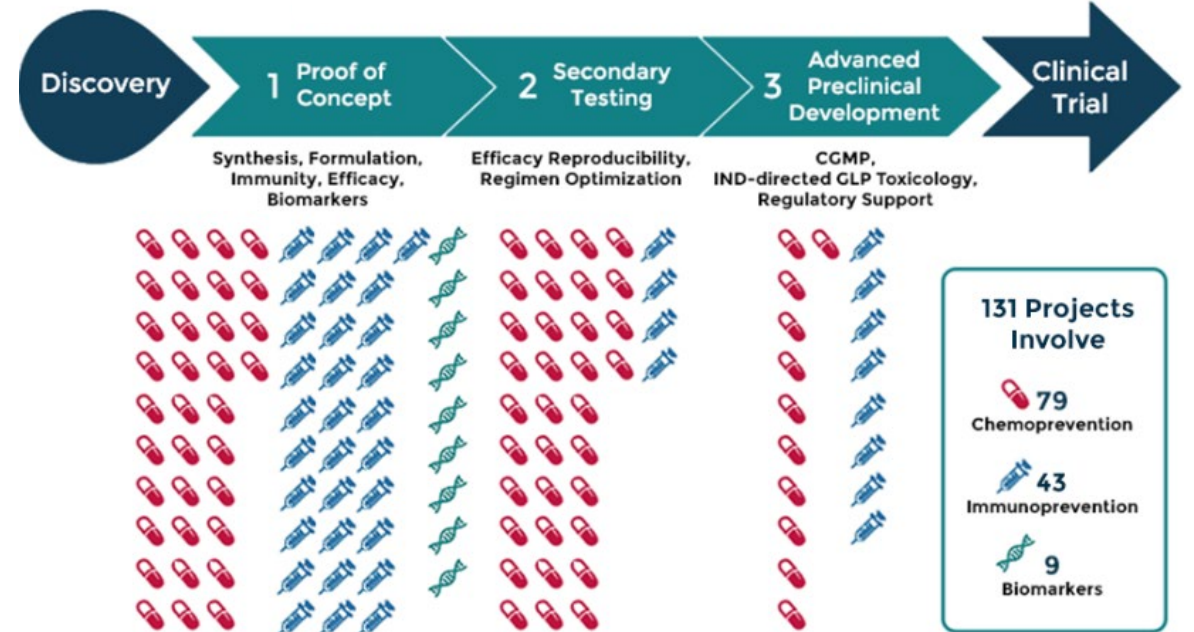 Discovery
1 Proof of
Concept
2 Secondary
Testing
3 Advanced
Preclinical
Development
Clinical
Trial
Synthesis, Formulation,
Immunity, Efficacy,
Biomarkers
Efficacy Reproducibility,
Regimen Optimization
CGMP,
IND-directed GLP Toxicology,
Regulatory Support
131 Projects
Involve
79
Chemoprevention
43
Immunoprevention
9
Biomarkers